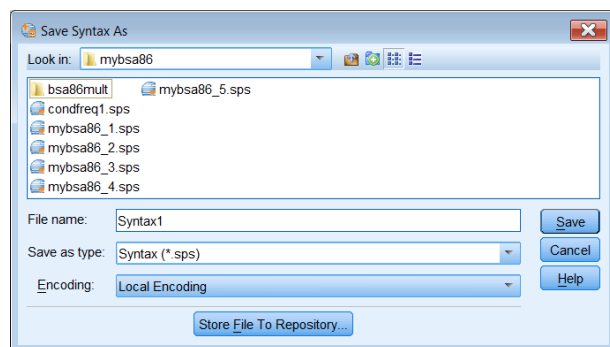 Save Syntax As
Look in: mybsa86
bsa86mult mybsa86_5.sps
condfreq1.sps
mybsa86_1.sps
mybsa86_2.sps
mybsa86_3.sps
mybsa86_4.sps
File name: Syntax1 Save
Save as type: Syntax (*.sps) Cancel
Encoding: Local Encoding Help
Store File To Repository...